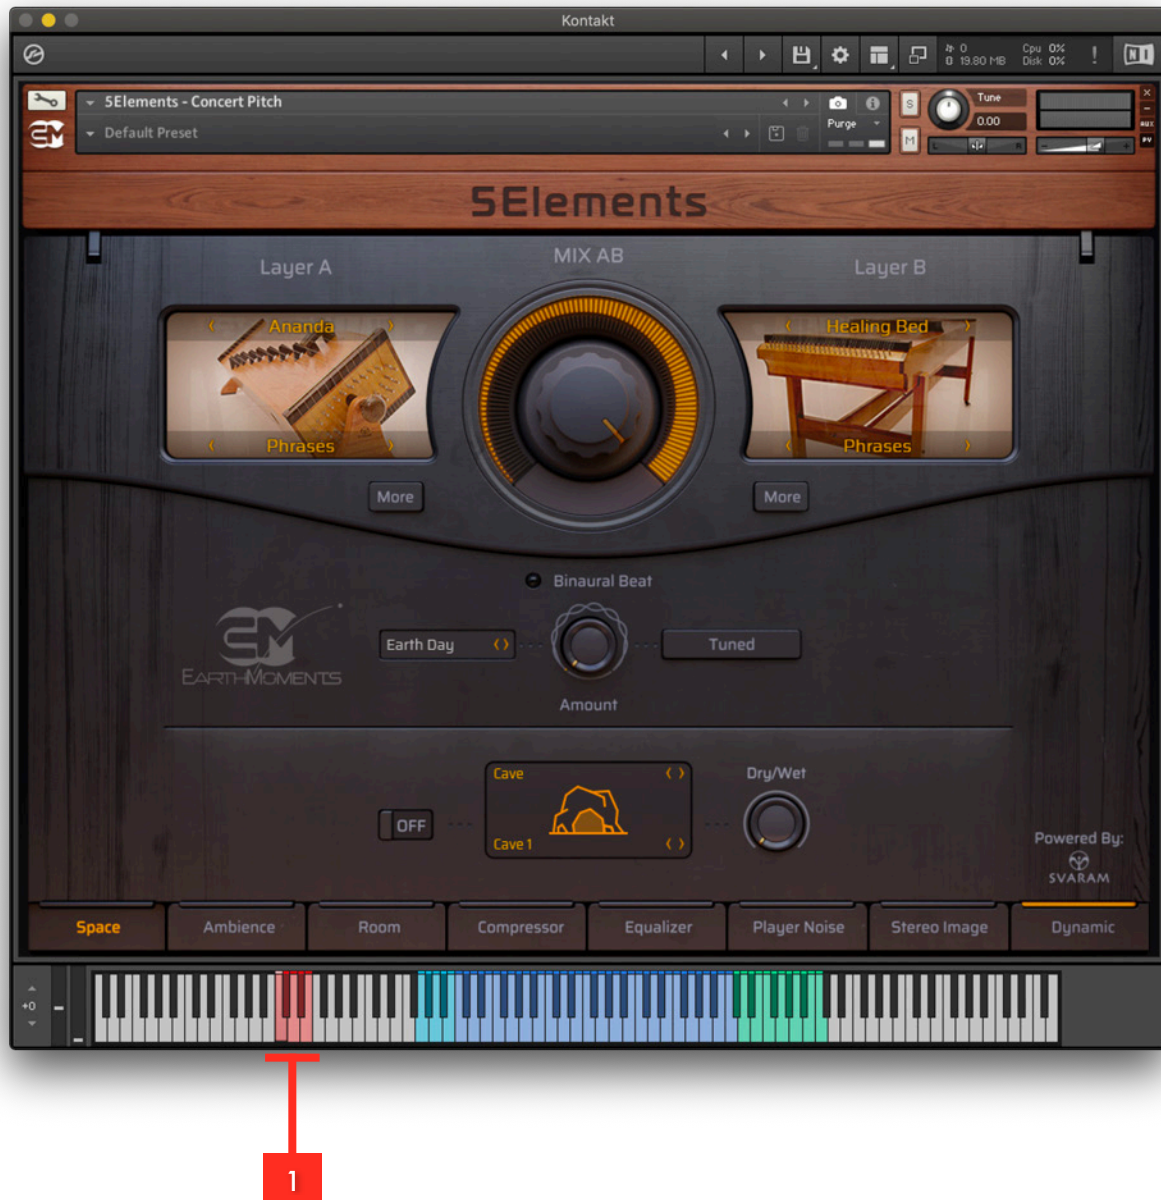 Kontakt
0
19.80 MB
Cpu 0%
Disk 0%
!
5Elements - Concert Pitch
Default Preset
Purge
S
M
Tune
0.00
L
R
AUX
PV
5Elements
Layer A
MIX AB
Layer B
Ananda
Healing Bed
Phrases
Phrases
More
More
Binaural Beat
Earth Day
Tuned
Amount
EARTHMOMENTS
Cave
Dry/Wet
OFF
Cave 1
Powered By:
SVARAM
Space
Ambience
Room
Compressor
Equalizer
Player Noise
Stereo Image
Dynamic
+0
1